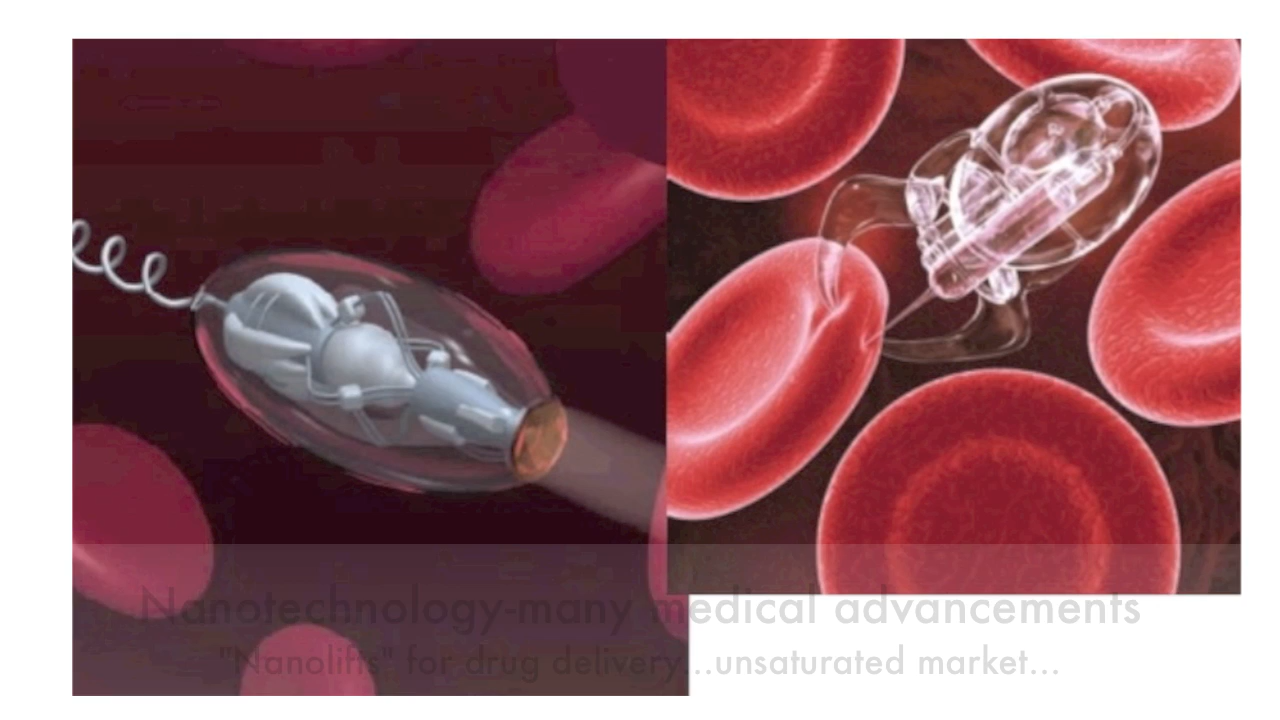 Nanotechnology-many medical advancements
"Nanolifts" for drug delivery...unsaturated market...